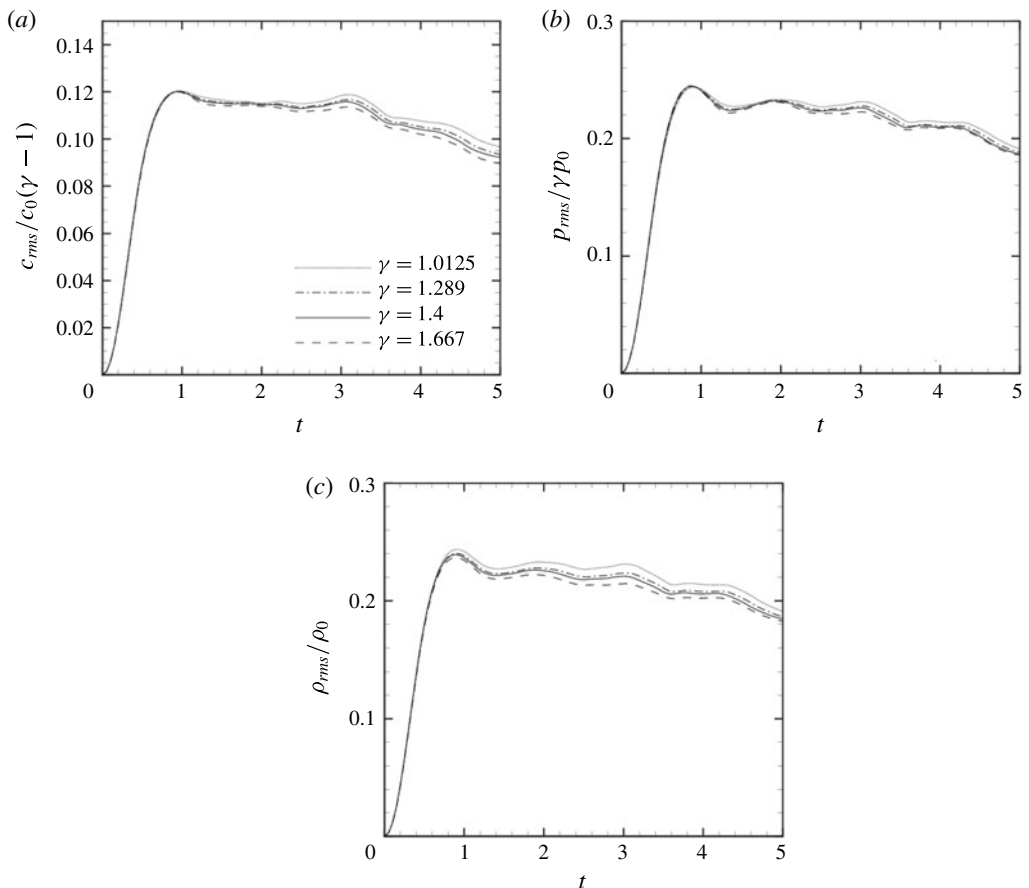 (a)
0.14
0.12
0.10
0.08
0.06
0.04
0.02
0 1 2 3 4 5
c_rms/c_0(γ − 1)
t
γ = 1.0125
γ = 1.289
γ = 1.4
γ = 1.667
(b)
0.3
0.2
0.1
0 1 2 3 4 5
p_rms/γp_0
t
(c)
0.3
0.2
0.1
0 1 2 3 4 5
ρ_rms/ρ_0
t